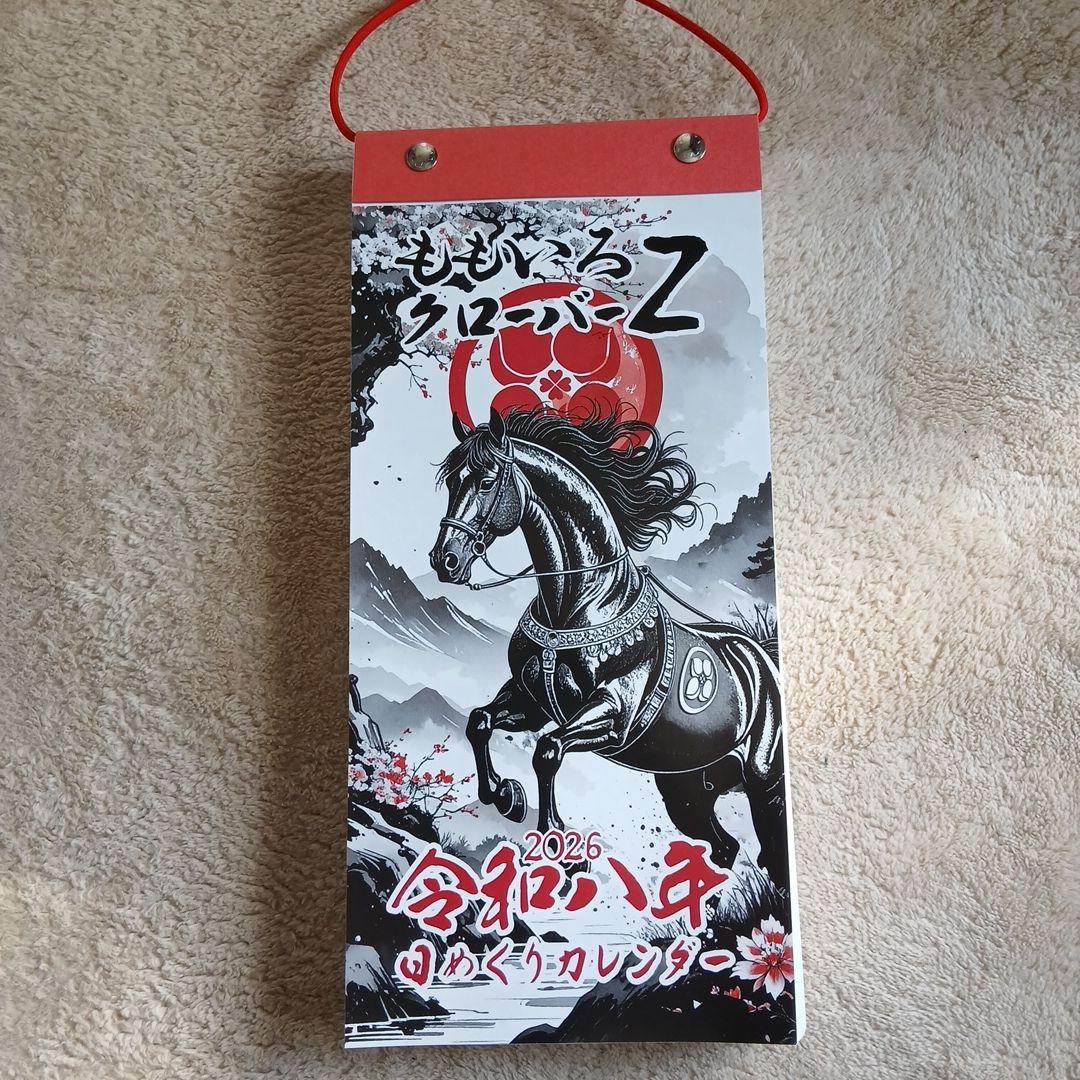 ももいろ
クローバーZ
2026
令和八年
日めくりカレンダー